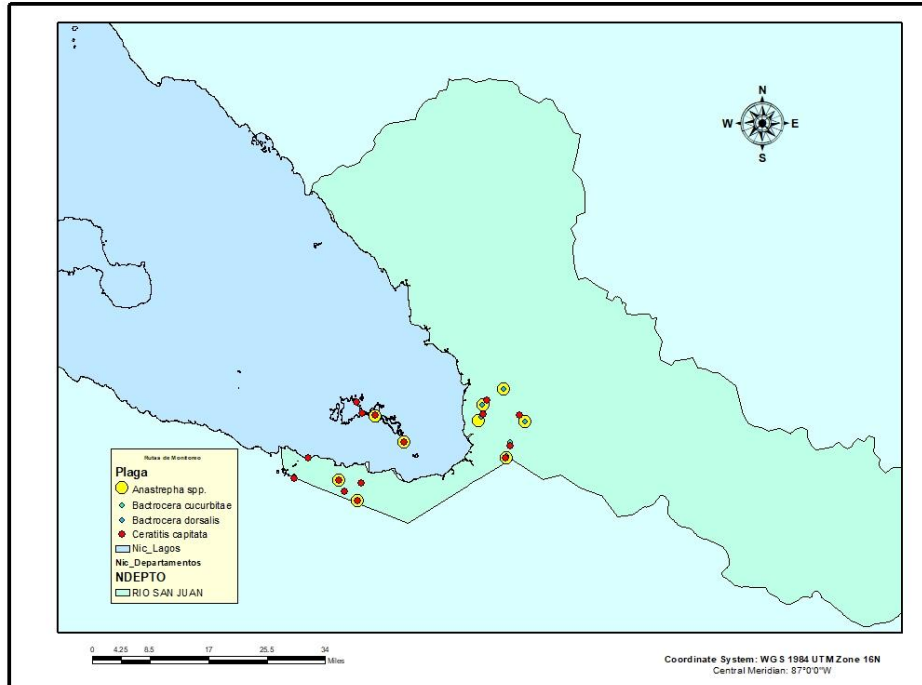 N
W E
S
Rutas de Monitoreo
Plaga
Anastrepha spp.
Bactrocera cucurbitae
Bactrocera dorsalis
Ceratitis capitata
Nic_Lagos
Nic_Departamentos
NDEPTO
RIO SAN JUAN
0 4.25 8.5 17 25.5 34
Miles
Coordinate System: WGS 1984 UTM Zone 16N
Central Meridian: 87°0'0"W